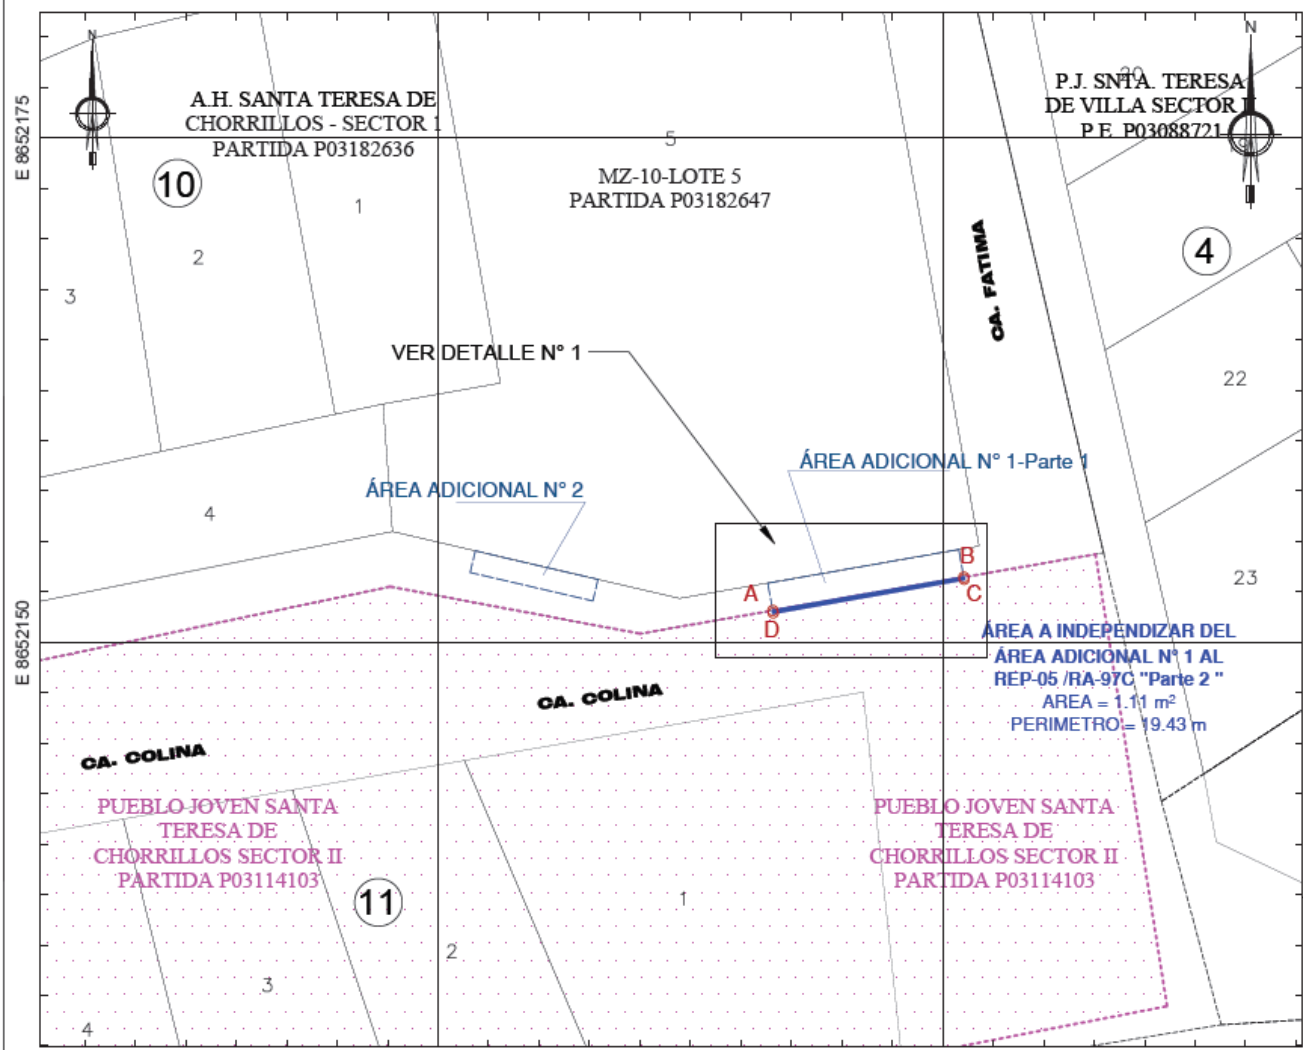 N
N
E 8652175
A.H. SANTA TERESA DE
CHORRILLOS - SECTOR 1
PARTIDA P03182636
10
1
2
3
5
MZ-10-LOTE 5
PARTIDA P03182647
20
P.J. SNTA. TERESA
DE VILLA SECTOR II
P.E. P03088721
19
4
CA. FATIMA
22
VER DETALLE N° 1
ÁREA ADICIONAL N° 1-Parte 1
ÁREA ADICIONAL N° 2
4
23
E 8652150
A
B
C
D
ÁREA A INDEPENDIZAR DEL
ÁREA ADICIONAL N° 1 AL
REP-05 /RA-97C "Parte 2 "
AREA = 1.11 m²
PERIMETRO = 19.43 m
CA. COLINA
CA. COLINA
PUEBLO JOVEN SANTA
TERESA DE
CHORRILLOS SECTOR II
PARTIDA P03114103
PUEBLO JOVEN SANTA
TERESA DE
CHORRILLOS SECTOR II
PARTIDA P03114103
11
1
2
3
4